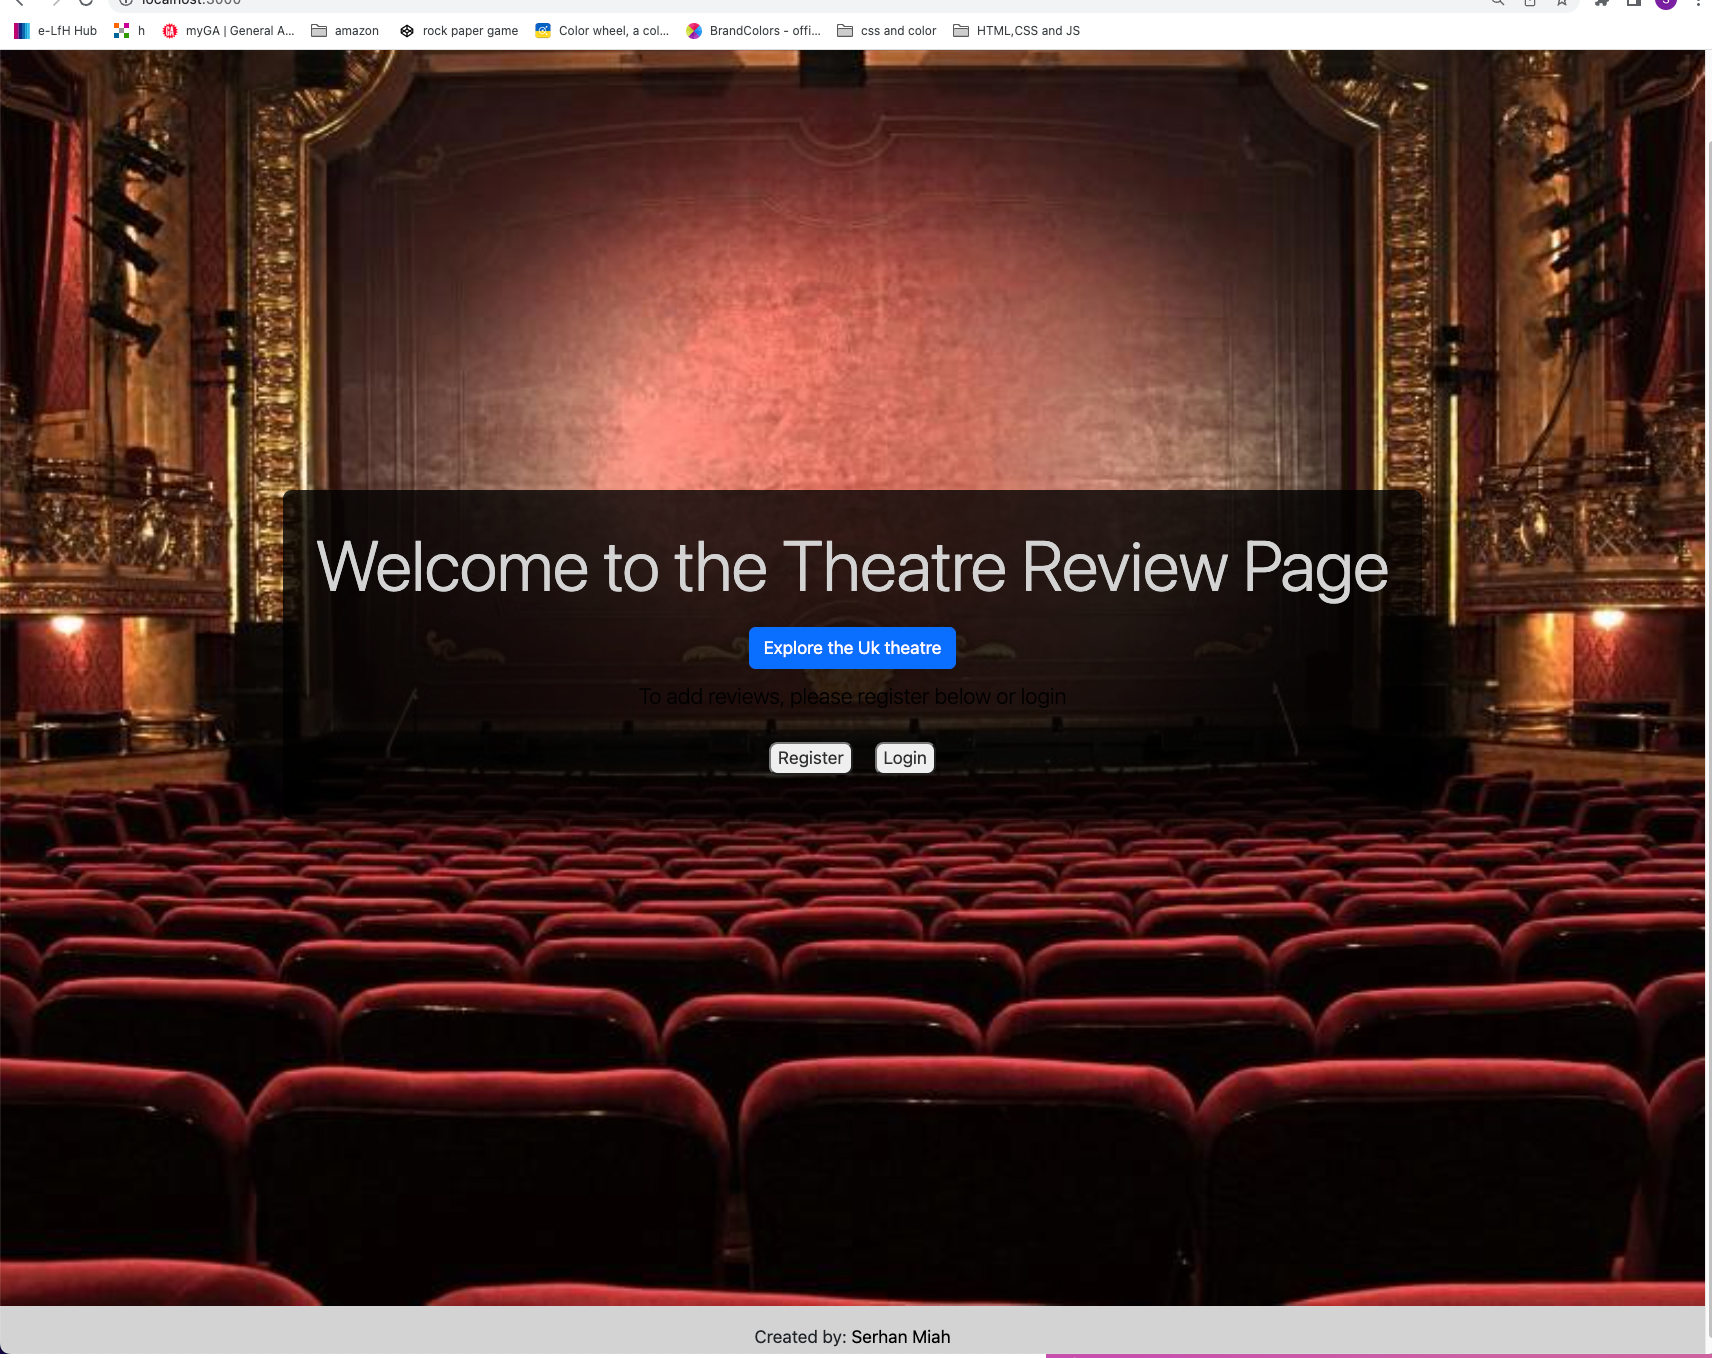 localhost:3000
e-LfH Hub h myGA | General A... amazon rock paper game Color wheel, a col... BrandColors - offi... css and color HTML,CSS and JS
Welcome to the Theatre Review Page
Explore the Uk theatre
To add reviews, please register below or login
Register Login
Created by: Serhan Miah